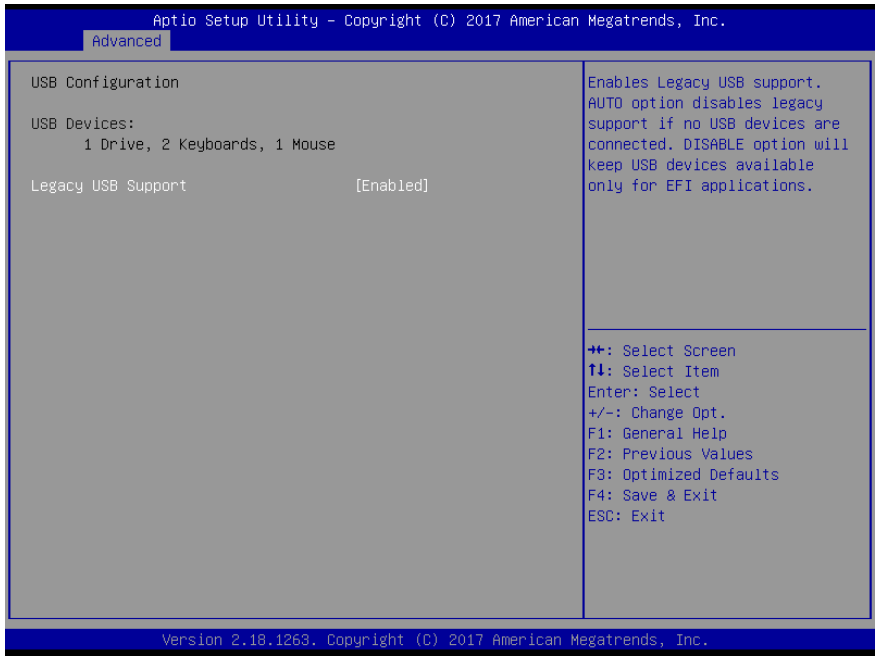 Aptio Setup Utility – Copyright (C) 2017 American Megatrends, Inc.
Advanced
USB Configuration
USB Devices:
1 Drive, 2 Keyboards, 1 Mouse
Legacy USB Support [Enabled]
Enables Legacy USB support.
AUTO option disables legacy
support if no USB devices are
connected. DISABLE option will
keep USB devices available
only for EFI applications.
→←: Select Screen
↑↓: Select Item
Enter: Select
+/-: Change Opt.
F1: General Help
F2: Previous Values
F3: Optimized Defaults
F4: Save & Exit
ESC: Exit
Version 2.18.1263. Copyright (C) 2017 American Megatrends, Inc.